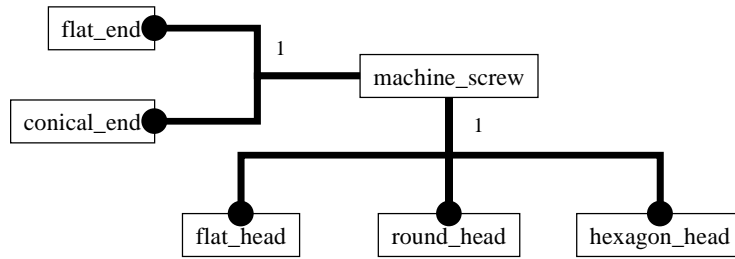 flat_end
1
machine_screw
conical_end
1
flat_head
round_head
hexagon_head